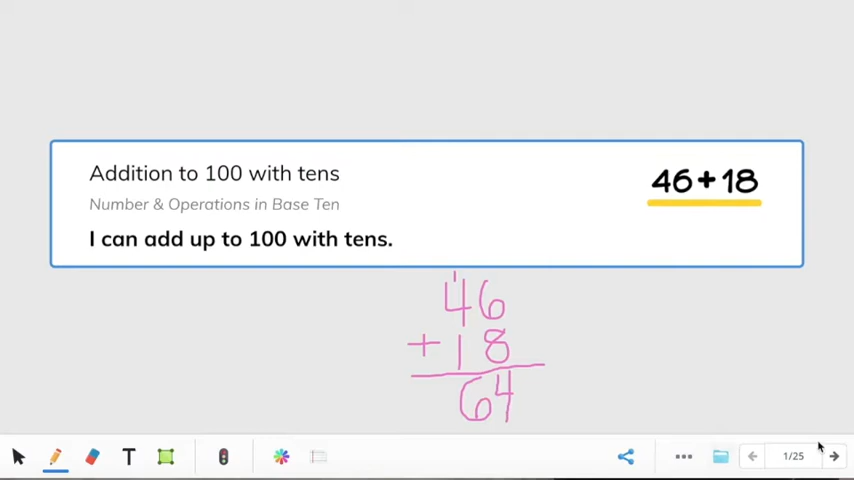 Addition to 100 with tens
46+18
Number & Operations in Base Ten
I can add up to 100 with tens.
1
46
+ 18
64
T
1/25